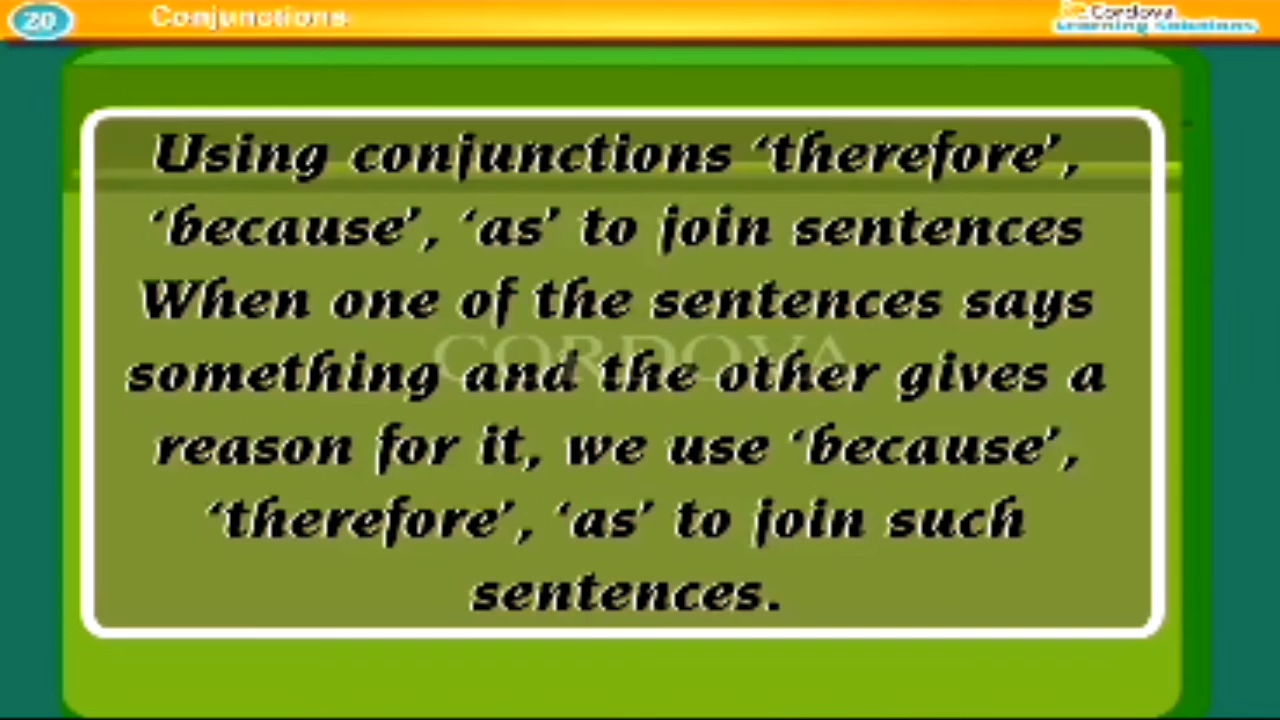 20 Conjunctions
Cordova
Learning Solutions
Using conjunctions ‘therefore’,
‘because’, ‘as’ to join sentences
When one of the sentences says
something and the other gives a
reason for it, we use ‘because’,
‘therefore’, ‘as’ to join such
sentences.
CORDOVA